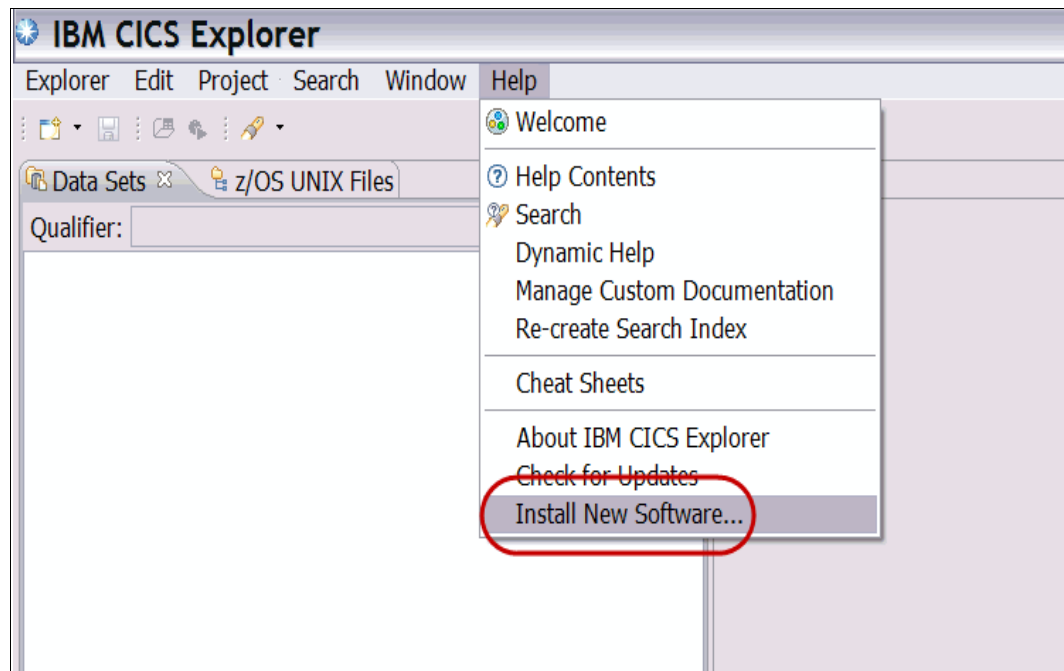 IBM CICS Explorer
Explorer Edit Project Search Window Help
Data Sets z/OS UNIX Files
Qualifier:
Welcome
Help Contents
Search
Dynamic Help
Manage Custom Documentation
Re-create Search Index
Cheat Sheets
About IBM CICS Explorer
Check for Updates
Install New Software...